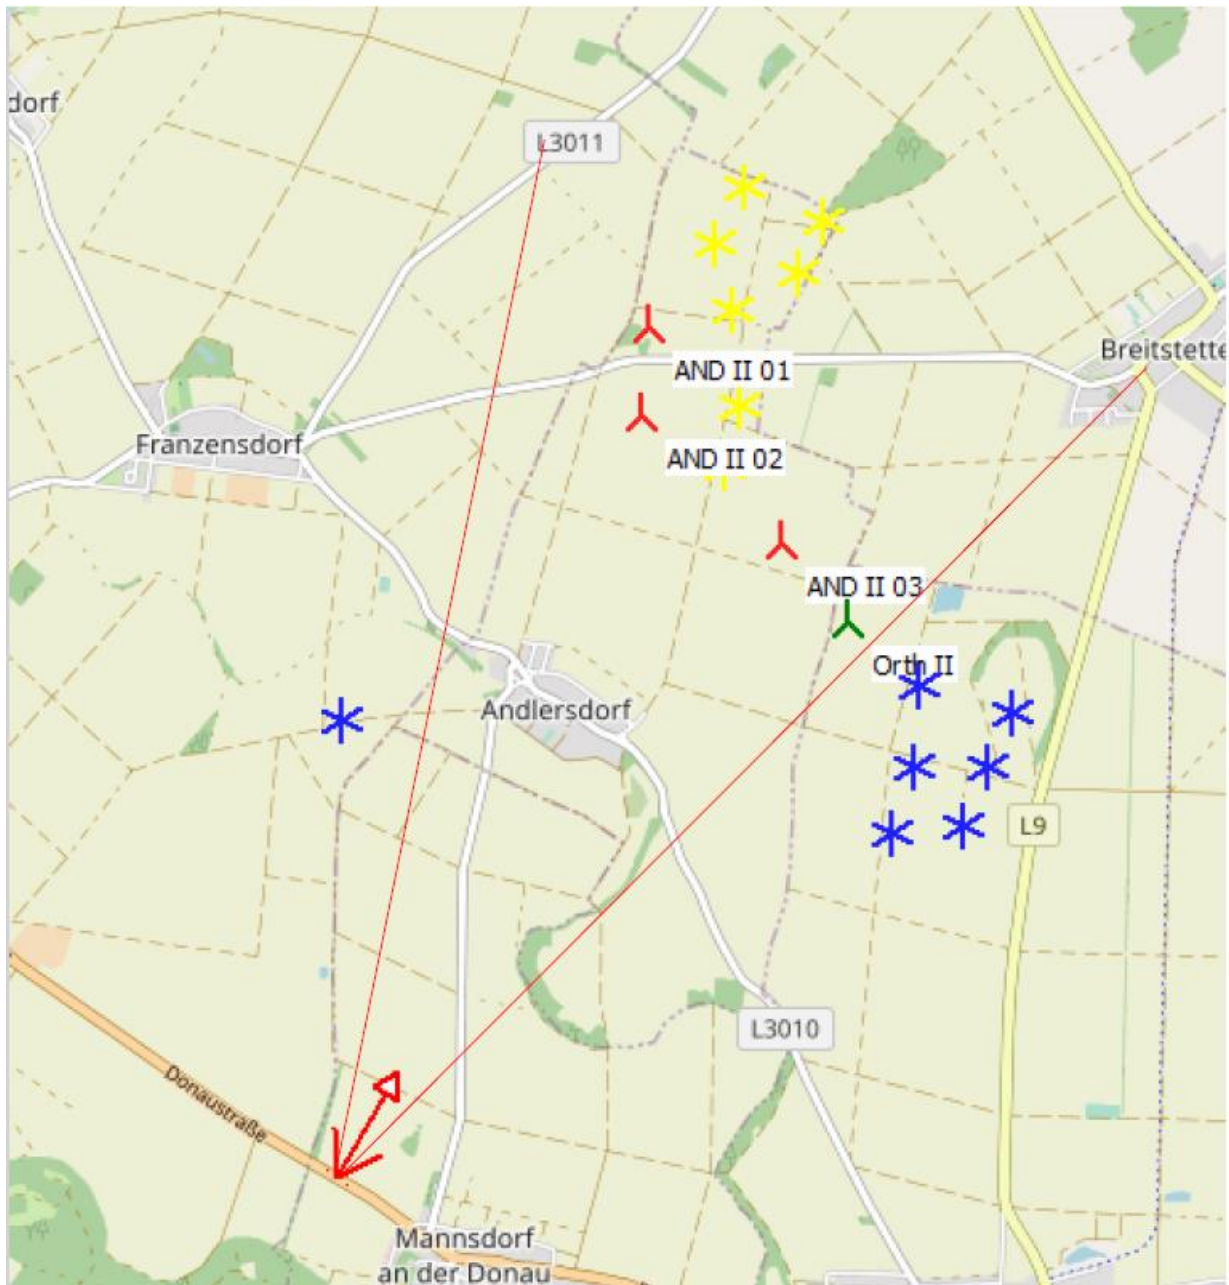 dorf
L3011
AND II 01
Breitstette
Franzensdorf
AND II 02
AND II 03
Orth II
Andlersdorf
L9
L3010
Donaustraße
Mannsdorf
an der Donau